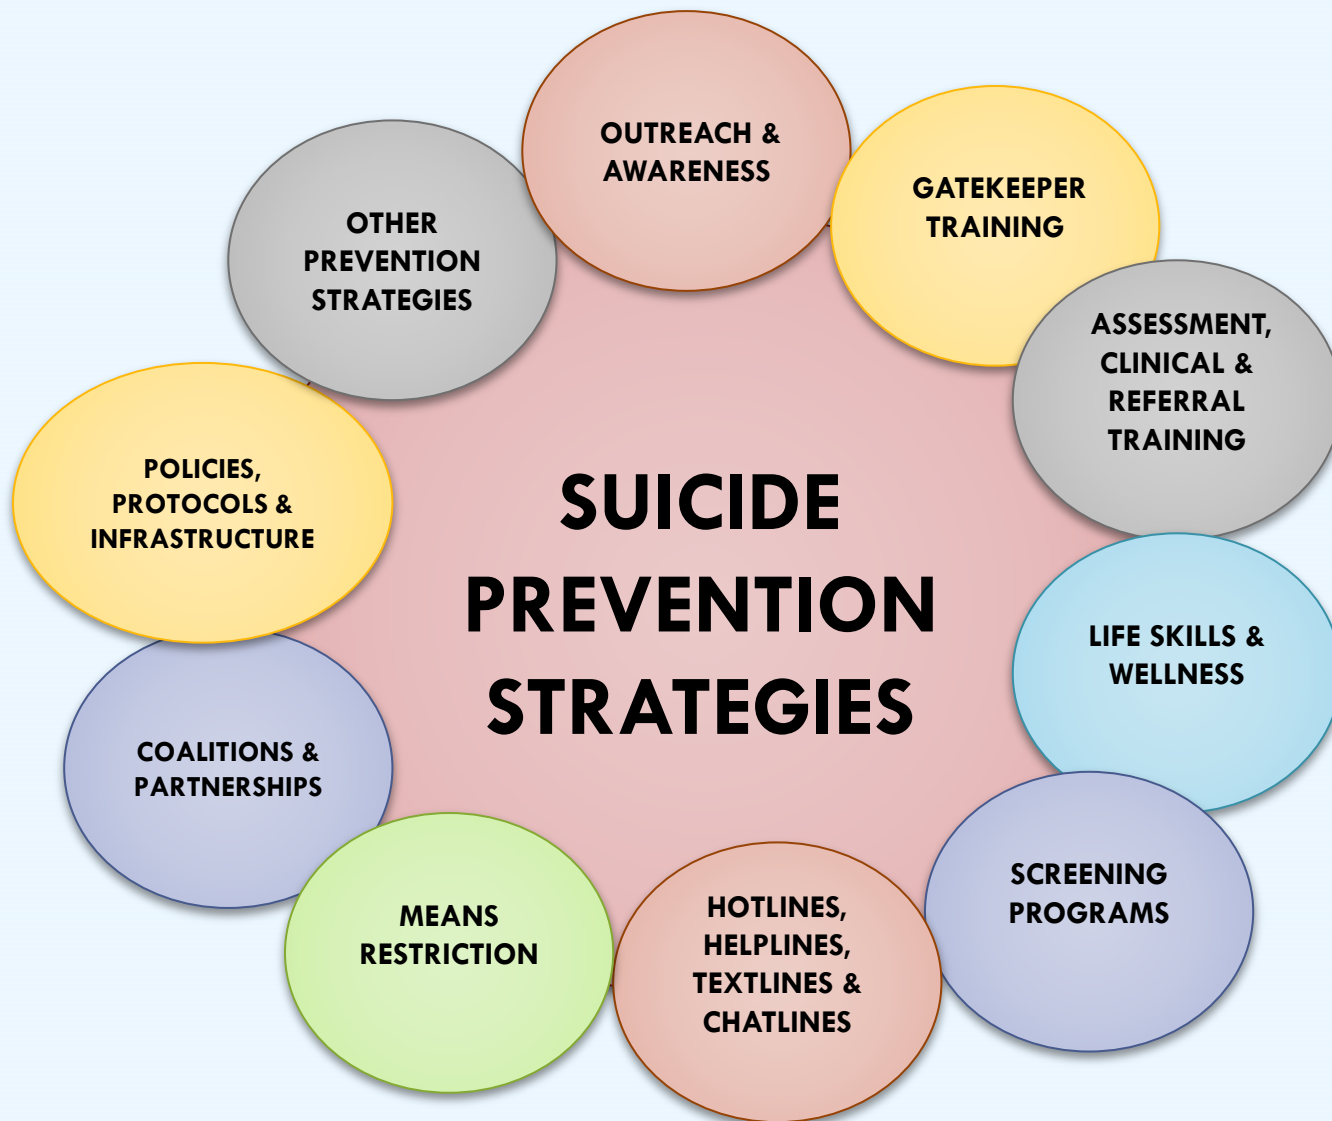 OUTREACH &
AWARENESS
GATEKEEPER
TRAINING
ASSESSMENT,
CLINICAL &
REFERRAL
TRAINING
LIFE SKILLS &
WELLNESS
SCREENING
PROGRAMS
HOTLINES,
HELPLINES,
TEXTLINES &
CHATLINES
MEANS
RESTRICTION
COALITIONS &
PARTNERSHIPS
POLICIES,
PROTOCOLS &
INFRASTRUCTURE
OTHER
PREVENTION
STRATEGIES
SUICIDE
PREVENTION
STRATEGIES